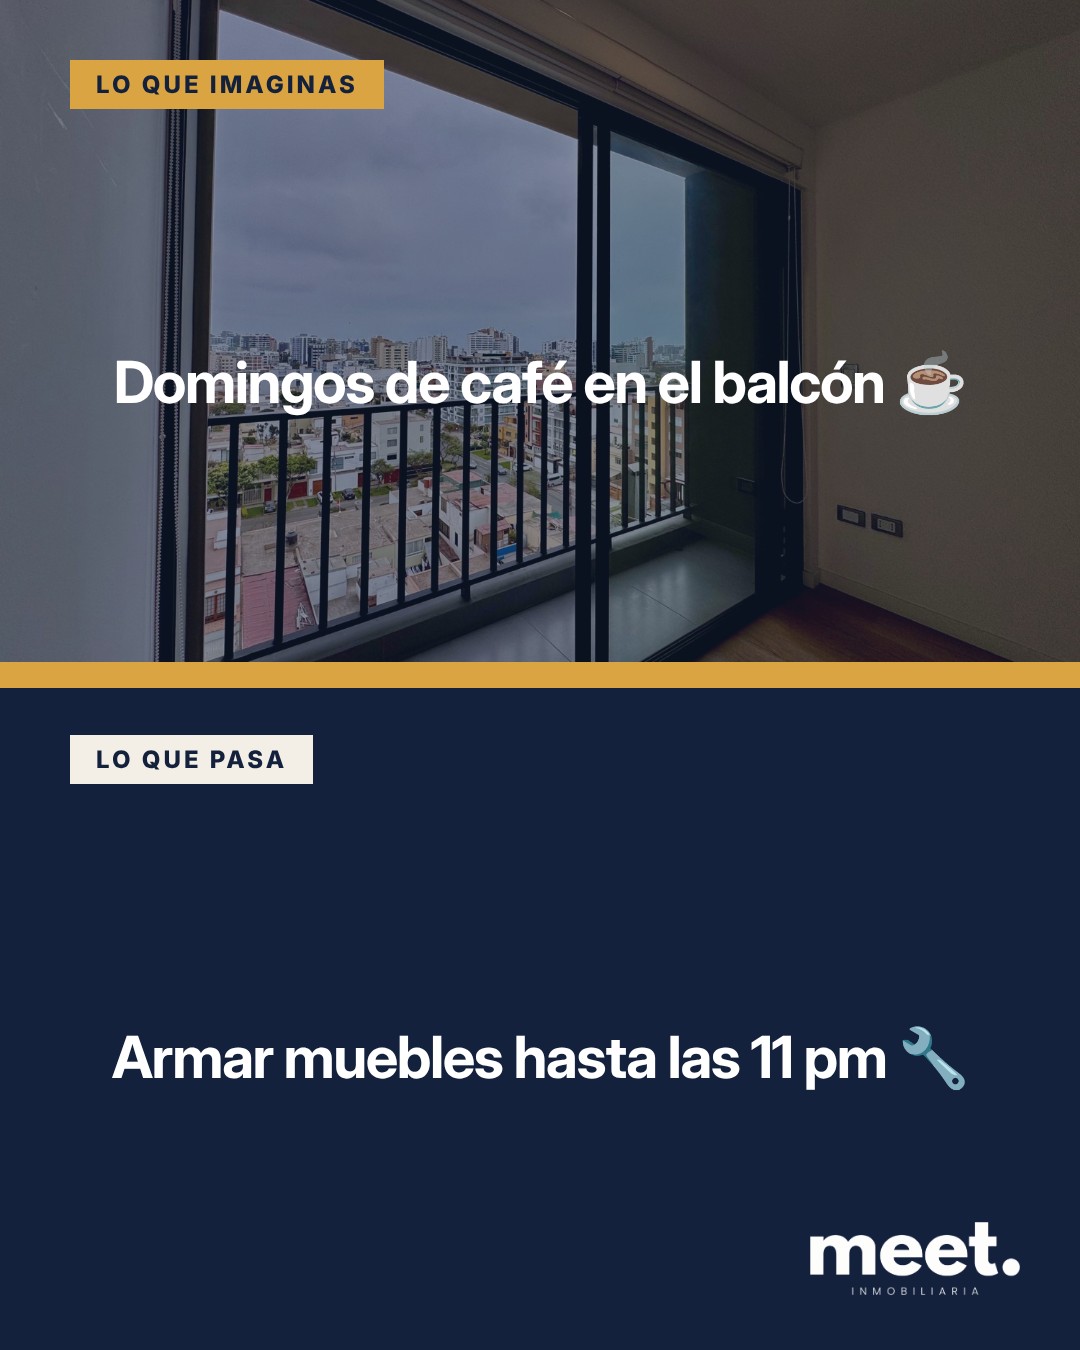 LO QUE IMAGINAS
Domingos de café en el balcón ☕
LO QUE PASA
Armar muebles hasta las 11 pm 🔧
meet.
INMOBILIARIA